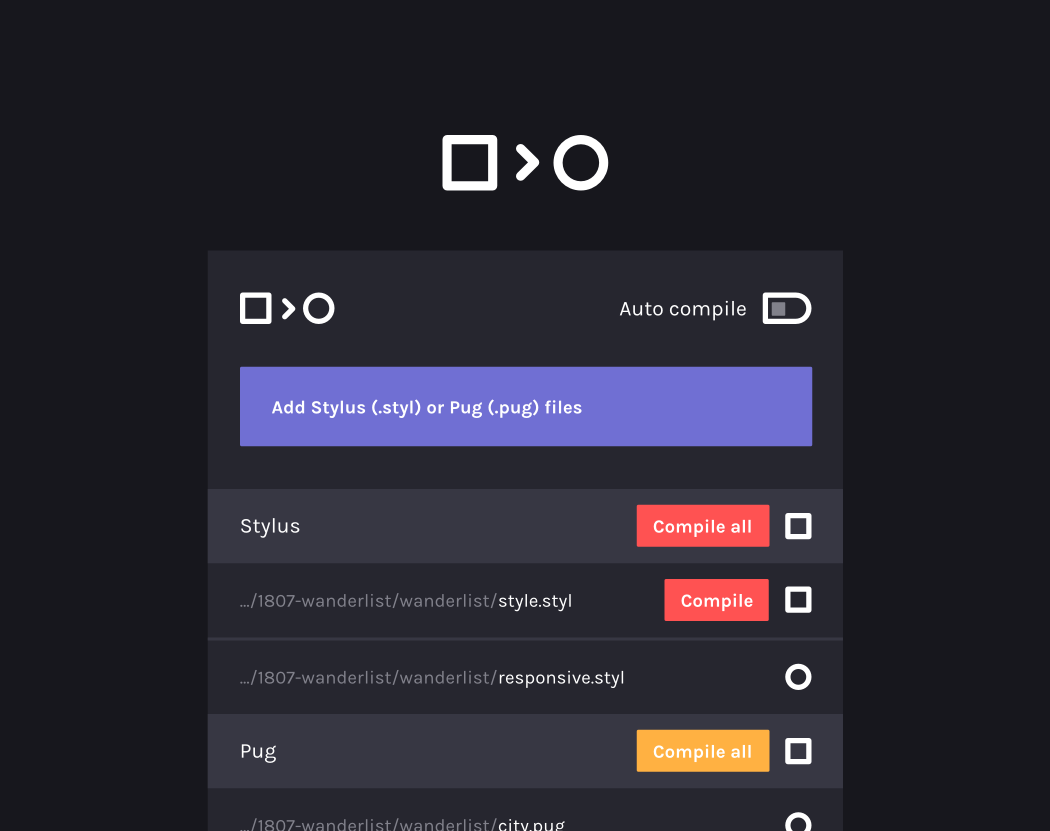 Auto compile
Add Stylus (.styl) or Pug (.pug) files
Stylus
Compile all
.../1807-wanderlist/wanderlist/style.styl
Compile
.../1807-wanderlist/wanderlist/responsive.styl
Pug
Compile all
.../1807-wanderlist/wanderlist/city.pug